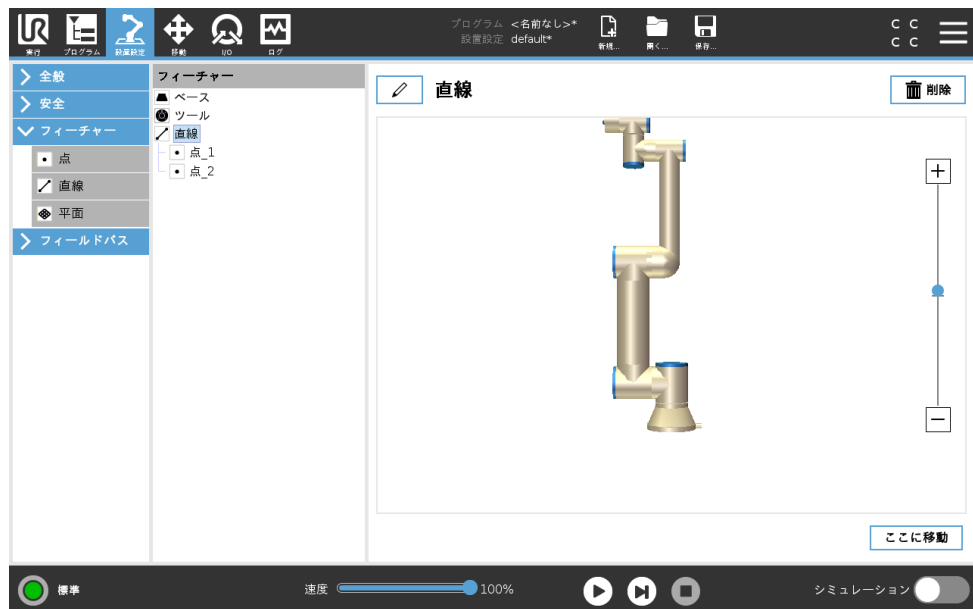 UR
実行 プログラム 設置設定 移動 I/O ログ
プログラム <名前なし>*
設置設定 default*
新規... 開く... 保存...
C C
C C
全般
安全
フィーチャー
点
直線
平面
フィールドバス
フィーチャー
ベース
ツール
直線
点_1
点_2
直線
削除
ここに移動
標準
速度 100%
シミュレーション